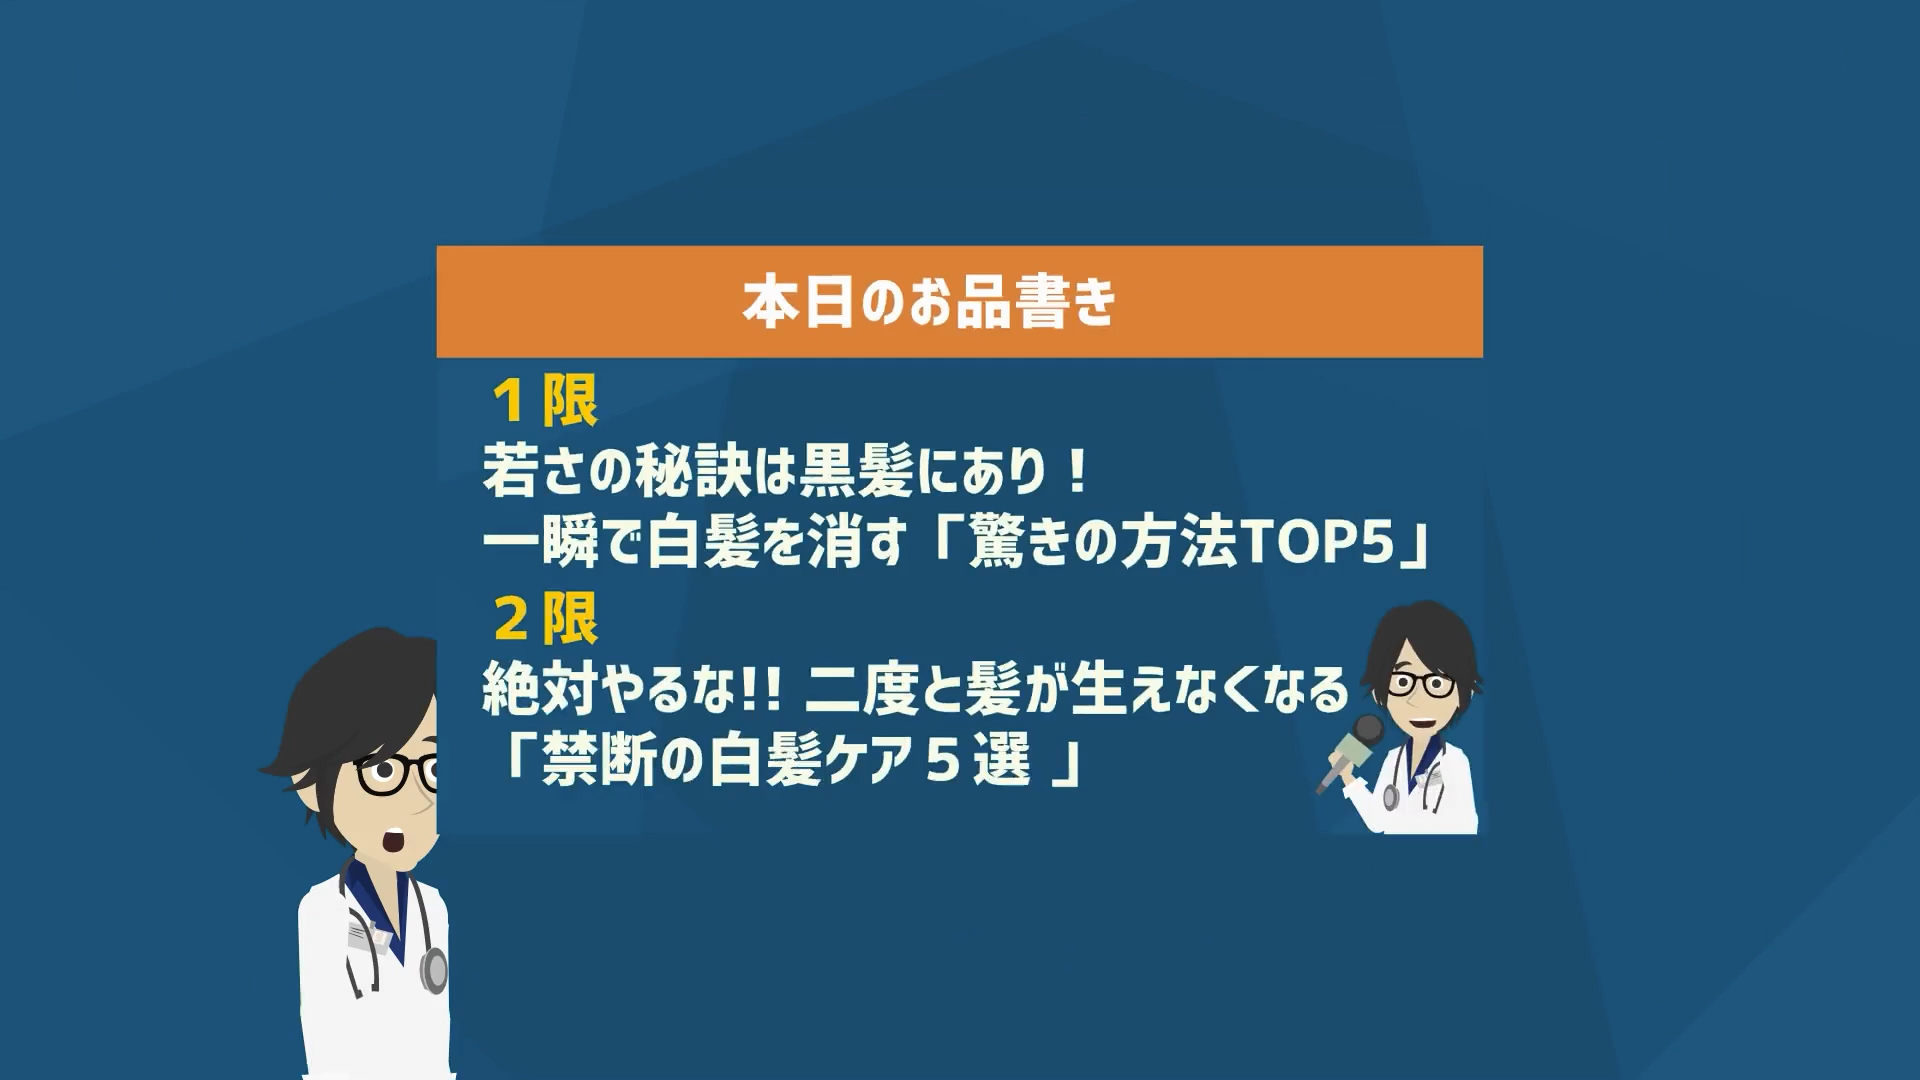 本日のお品書き
１限
若さの秘訣は黒髪にあり！
一瞬で白髪を消す「驚きの方法TOP5」
２限
絶対やるな!! 二度と髪が生えなくなる
「禁断の白髪ケア５選 」